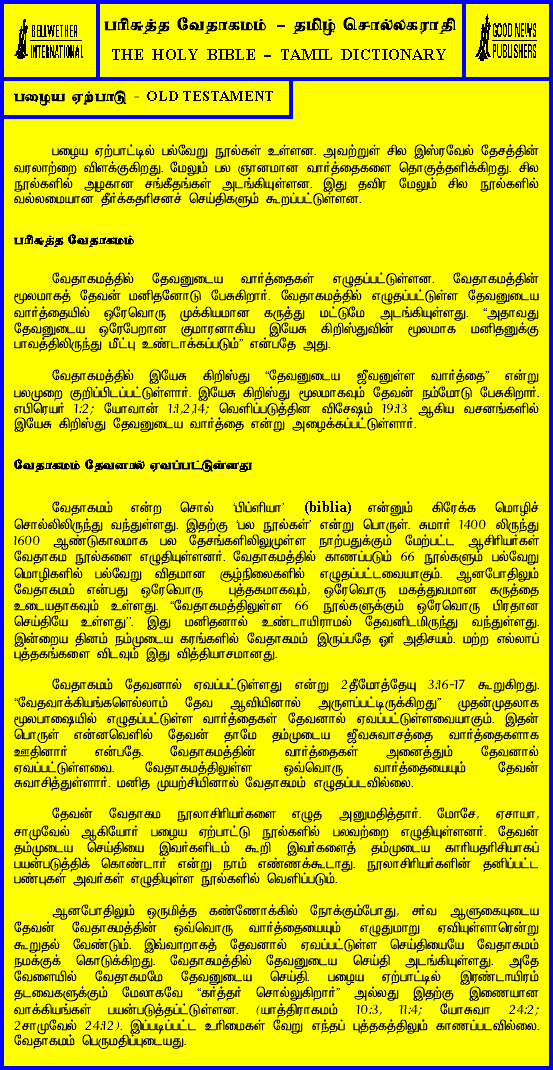 BELLWETHER
INTERNATIONAL
பரிசுத்த வேதாகமம் – தமிழ் சொல்லகராதி
THE HOLY BIBLE – TAMIL DICTIONARY
GOOD NEWS
PUBLISHERS
பழைய ஏற்பாடு - OLD TESTAMENT
பழைய ஏற்பாட்டில் பல்வேறு நூல்கள் உள்ளன. அவற்றுள் சில இஸ்ரவேல் தேசத்தின்
வரலாற்றை விளக்குகிறது. மேலும் பல ஞானமான வார்த்தைகளை தொகுத்தளிக்கிறது. சில
நூல்களில் அழகான சங்கீதங்கள் அடங்கியுள்ளன. இது தவிர மேலும் சில நூல்களில்
வல்லமையான தீர்க்கதரிசனச் செய்திகளும் கூறப்பட்டுள்ளன.
பரிசுத்த வேதாகமம்
வேதாகமத்தில் தேவனுடைய வார்த்தைகள் எழுதப்பட்டுள்ளன. வேதாகமத்தின்
மூலமாகத் தேவன் மனிதனோடு பேசுகிறார். வேதாகமத்தில் எழுதப்பட்டுள்ள தேவனுடைய
வார்த்தையில் ஒரேவொரு முக்கியமான கருத்து மட்டுமே அடங்கியுள்ளது. “அதாவது
தேவனுடைய ஒரேபேறான குமாரனாகிய இயேசு கிறிஸ்துவின் மூலமாக மனிதனுக்கு
பாவத்திலிருந்து மீட்பு உண்டாக்கப்படும்” என்பதே அது.
வேதாகமத்தில் இயேசு கிறிஸ்து “தேவனுடைய ஜீவனுள்ள வார்த்தை” என்று
பலமுறை குறிப்பிடப்பட்டுள்ளார். இயேசு கிறிஸ்து மூலமாகவும் தேவன் நம்மோடு பேசுகிறார்.
எபிரெயர் 1:2; யோவான் 1:1,2,14; வெளிப்படுத்தின விசேஷம் 19:13 ஆகிய வசனங்களில்
இயேசு கிறிஸ்து தேவனுடைய வார்த்தை என்று அழைக்கப்பட்டுள்ளார்.
வேதாகமம் தேவனால் ஏவப்பட்டுள்ளது
வேதாகமம் என்ற சொல் ‘பிப்ளியா’ (biblia) என்னும் கிரேக்க மொழிச்
சொல்லிலிருந்து வந்துள்ளது. இதற்கு ‘பல நூல்கள்’ என்று பொருள். சுமார் 1400 லிருந்து
1600 ஆண்டுகாலமாக பல தேசங்களிலிலுமுள்ள நாற்பதுக்கும் மேற்பட்ட ஆசிரியர்கள்
வேதாகம நூல்களை எழுதியுள்ளனர். வேதாகமத்தில் காணப்படும் 66 நூல்களும் பல்வேறு
மொழிகளில் பல்வேறு விதமான சூழ்நிலைகளில் எழுதப்பட்டவையாகும். ஆனபோதிலும்
வேதாகமம் என்பது ஒரேவொரு புத்தகமாகவும், ஒரேவொரு மகத்துவமான கருத்தை
உடையதாகவும் உள்ளது. “வேதாகமத்திலுள்ள 66 நூல்களுக்கும் ஒரேவொரு பிரதான
செய்தியே உள்ளது”. இது மனிதனால் உண்டாயிராமல் தேவனிடமிருந்து வந்துள்ளது.
இன்றைய தினம் நம்முடைய கரங்களில் வேதாகமம் இருப்பதே ஓர் அதிசயம். மற்ற எல்லாப்
புத்தகங்களை விடவும் இது வித்தியாசமானது.
வேதாகமம் தேவனால் ஏவப்பட்டுள்ளது என்று 2தீமோத்தேயு 3:16-17 கூறுகிறது.
“வேதவாக்கியங்களெல்லாம் தேவ ஆவியினால் அருளப்பட்டிருக்கிறது” முதன்முதலாக
மூலபாஷையில் எழுதப்பட்டுள்ள வார்த்தைகள் தேவனால் ஏவப்பட்டுள்ளவையாகும். இதன்
பொருள் என்னவெனில் தேவன் தாமே தம்முடைய ஜீவசுவாசத்தை வார்த்தைகளாக
ஊதினார் என்பதே. வேதாகமத்தின் வார்த்தைகள் அனைத்தும் தேவனால்
ஏவப்பட்டுள்ளவை. வேதாகமத்திலுள்ள ஒவ்வொரு வார்த்தையையும் தேவன்
சுவாசித்துள்ளார். மனித முயற்சியினால் வேதாகமம் எழுதப்படவில்லை.
தேவன் வேதாகம நூலாசிரியர்களை எழுத அனுமதித்தார். மோசே, ஏசாயா,
சாமுவேல் ஆகியோர் பழைய ஏற்பாட்டு நூல்களில் பலவற்றை எழுதியுள்ளனர். தேவன்
தம்முடைய செய்தியை இவர்களிடம் கூறி இவர்களைத் தம்முடைய காரியதரிசியாகப்
பயன்படுத்திக் கொண்டார் என்று நாம் எண்ணக்கூடாது. நூலாசிரியர்களின் தனிப்பட்ட
பண்புகள் அவர்கள் எழுதியுள்ள நூல்களில் வெளிப்படும்.
ஆனபோதிலும் ஒருமித்த கண்ணோக்கில் நோக்கும்போது, சர்வ ஆளுகையுடைய
தேவன் வேதாகமத்தின் ஒவ்வொரு வார்த்தையையும் எழுதுமாறு ஏவியுள்ளாரென்று
கூறுதல் வேண்டும். இவ்வாறாகத் தேவனால் ஏவப்பட்டுள்ள செய்தியையே வேதாகமம்
நமக்குக் கொடுக்கிறது. வேதாகமத்தில் தேவனுடைய செய்தி அடங்கியுள்ளது. அதே
வேளையில் வேதாகமமே தேவனுடைய செய்தி. பழைய ஏற்பாட்டில் இரண்டாயிரம்
தடவைகளுக்கும் மேலாகவே “கர்த்தர் சொல்லுகிறார்” அல்லது இதற்கு இணையான
வாக்கியங்கள் பயன்படுத்தப்பட்டுள்ளன. (யாத்திராகமம் 10:3, 11:4; யோசுவா 24:2;
2சாமுவேல் 24:12). இப்படிப்பட்ட உரிமைகள் வேறு எந்தப் புத்தகத்திலும் காணப்படவில்லை.
வேதாகமம் பெருமதிப்புடையது.